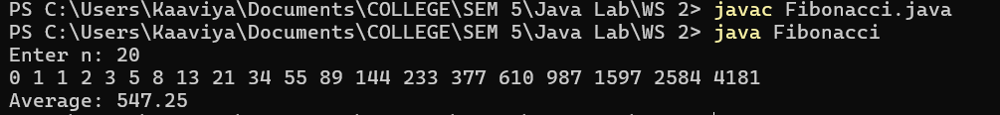 PS C:\Users\Kaaviya\Documents\COLLEGE\SEM 5\Java Lab\WS 2> javac Fibonacci.java
PS C:\Users\Kaaviya\Documents\COLLEGE\SEM 5\Java Lab\WS 2> java Fibonacci
Enter n: 20
0 1 1 2 3 5 8 13 21 34 55 89 144 233 377 610 987 1597 2584 4181
Average: 547.25